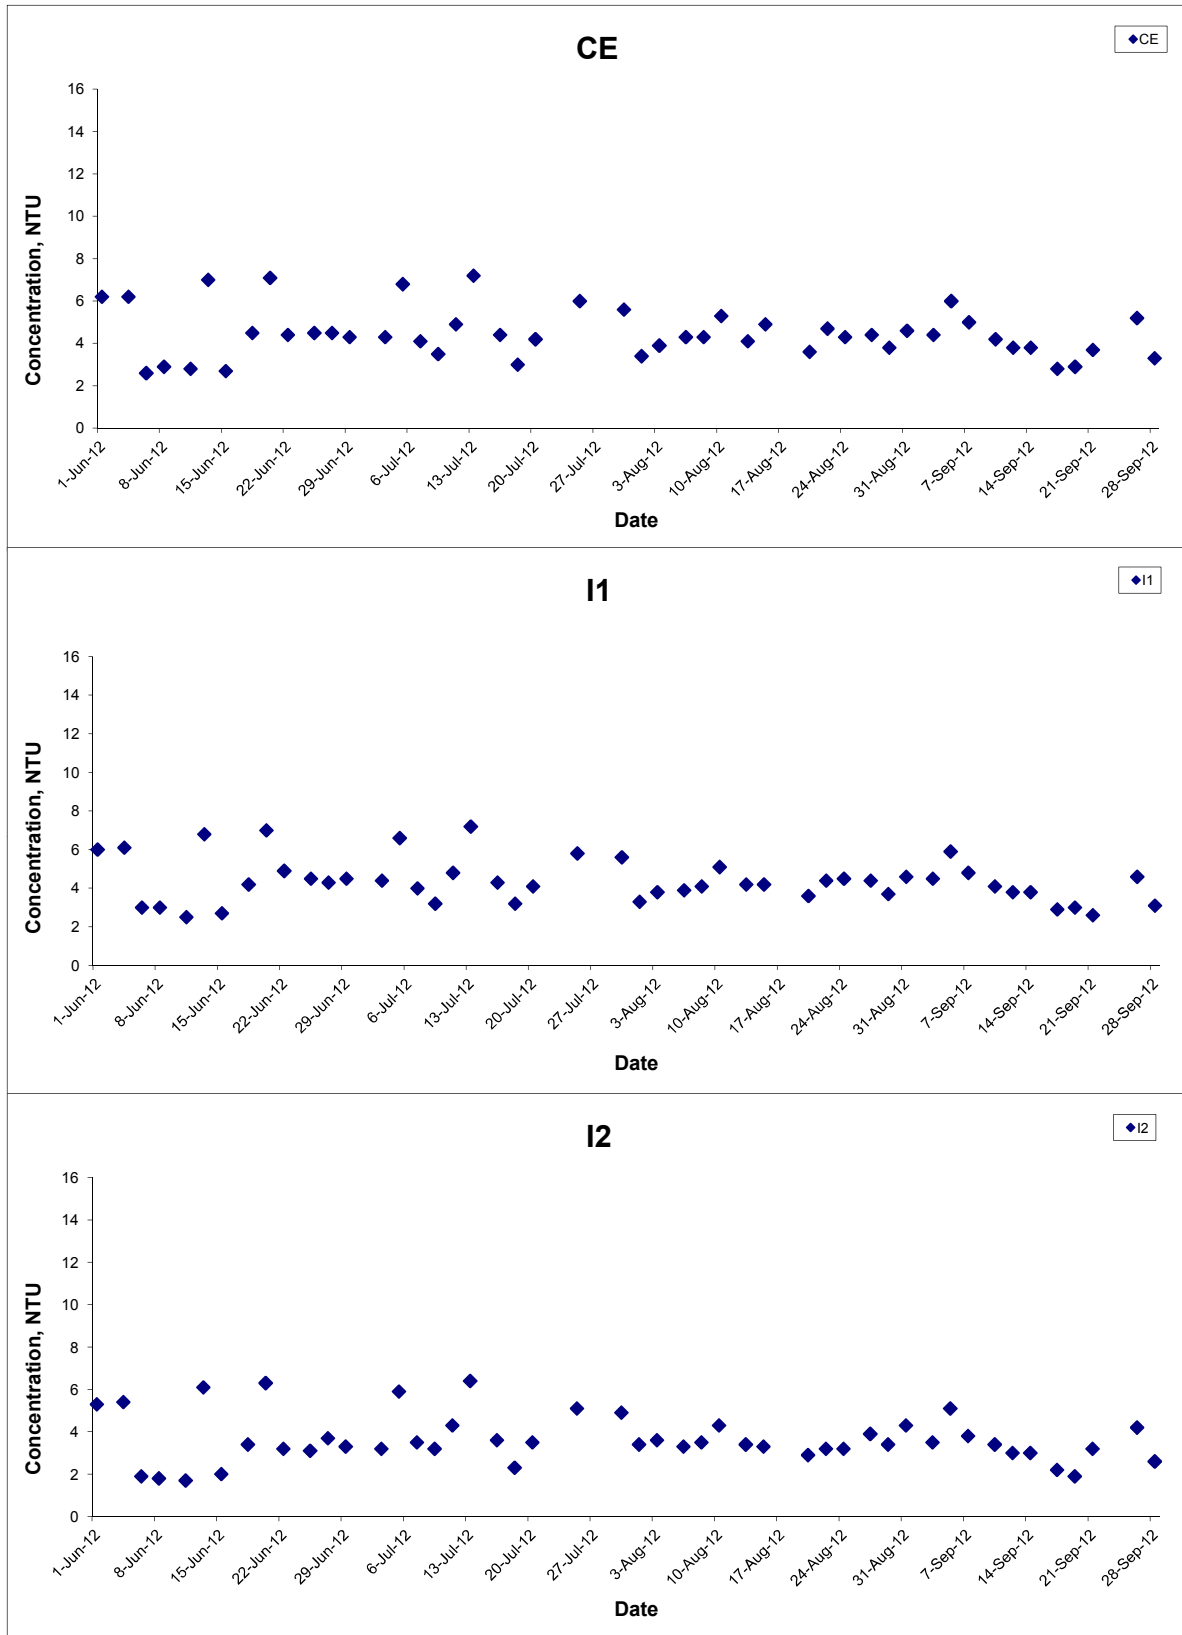 CE
CE
16
14
12
10
8
6
4
2
0
Concentration, NTU
1-Jun-12
8-Jun-12
15-Jun-12
22-Jun-12
29-Jun-12
6-Jul-12
13-Jul-12
20-Jul-12
27-Jul-12
3-Aug-12
10-Aug-12
17-Aug-12
24-Aug-12
31-Aug-12
7-Sep-12
14-Sep-12
21-Sep-12
28-Sep-12
Date
I1
I1
16
14
12
10
8
6
4
2
0
Concentration, NTU
1-Jun-12
8-Jun-12
15-Jun-12
22-Jun-12
29-Jun-12
6-Jul-12
13-Jul-12
20-Jul-12
27-Jul-12
3-Aug-12
10-Aug-12
17-Aug-12
24-Aug-12
31-Aug-12
7-Sep-12
14-Sep-12
21-Sep-12
28-Sep-12
Date
I2
I2
16
14
12
10
8
6
4
2
0
Concentration, NTU
1-Jun-12
8-Jun-12
15-Jun-12
22-Jun-12
29-Jun-12
6-Jul-12
13-Jul-12
20-Jul-12
27-Jul-12
3-Aug-12
10-Aug-12
17-Aug-12
24-Aug-12
31-Aug-12
7-Sep-12
14-Sep-12
21-Sep-12
28-Sep-12
Date